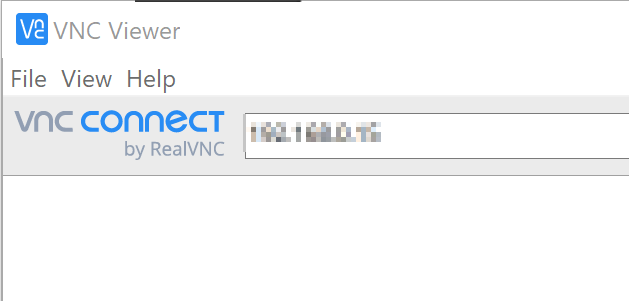 VNC Viewer
File View Help
vnc connect
by RealVNC